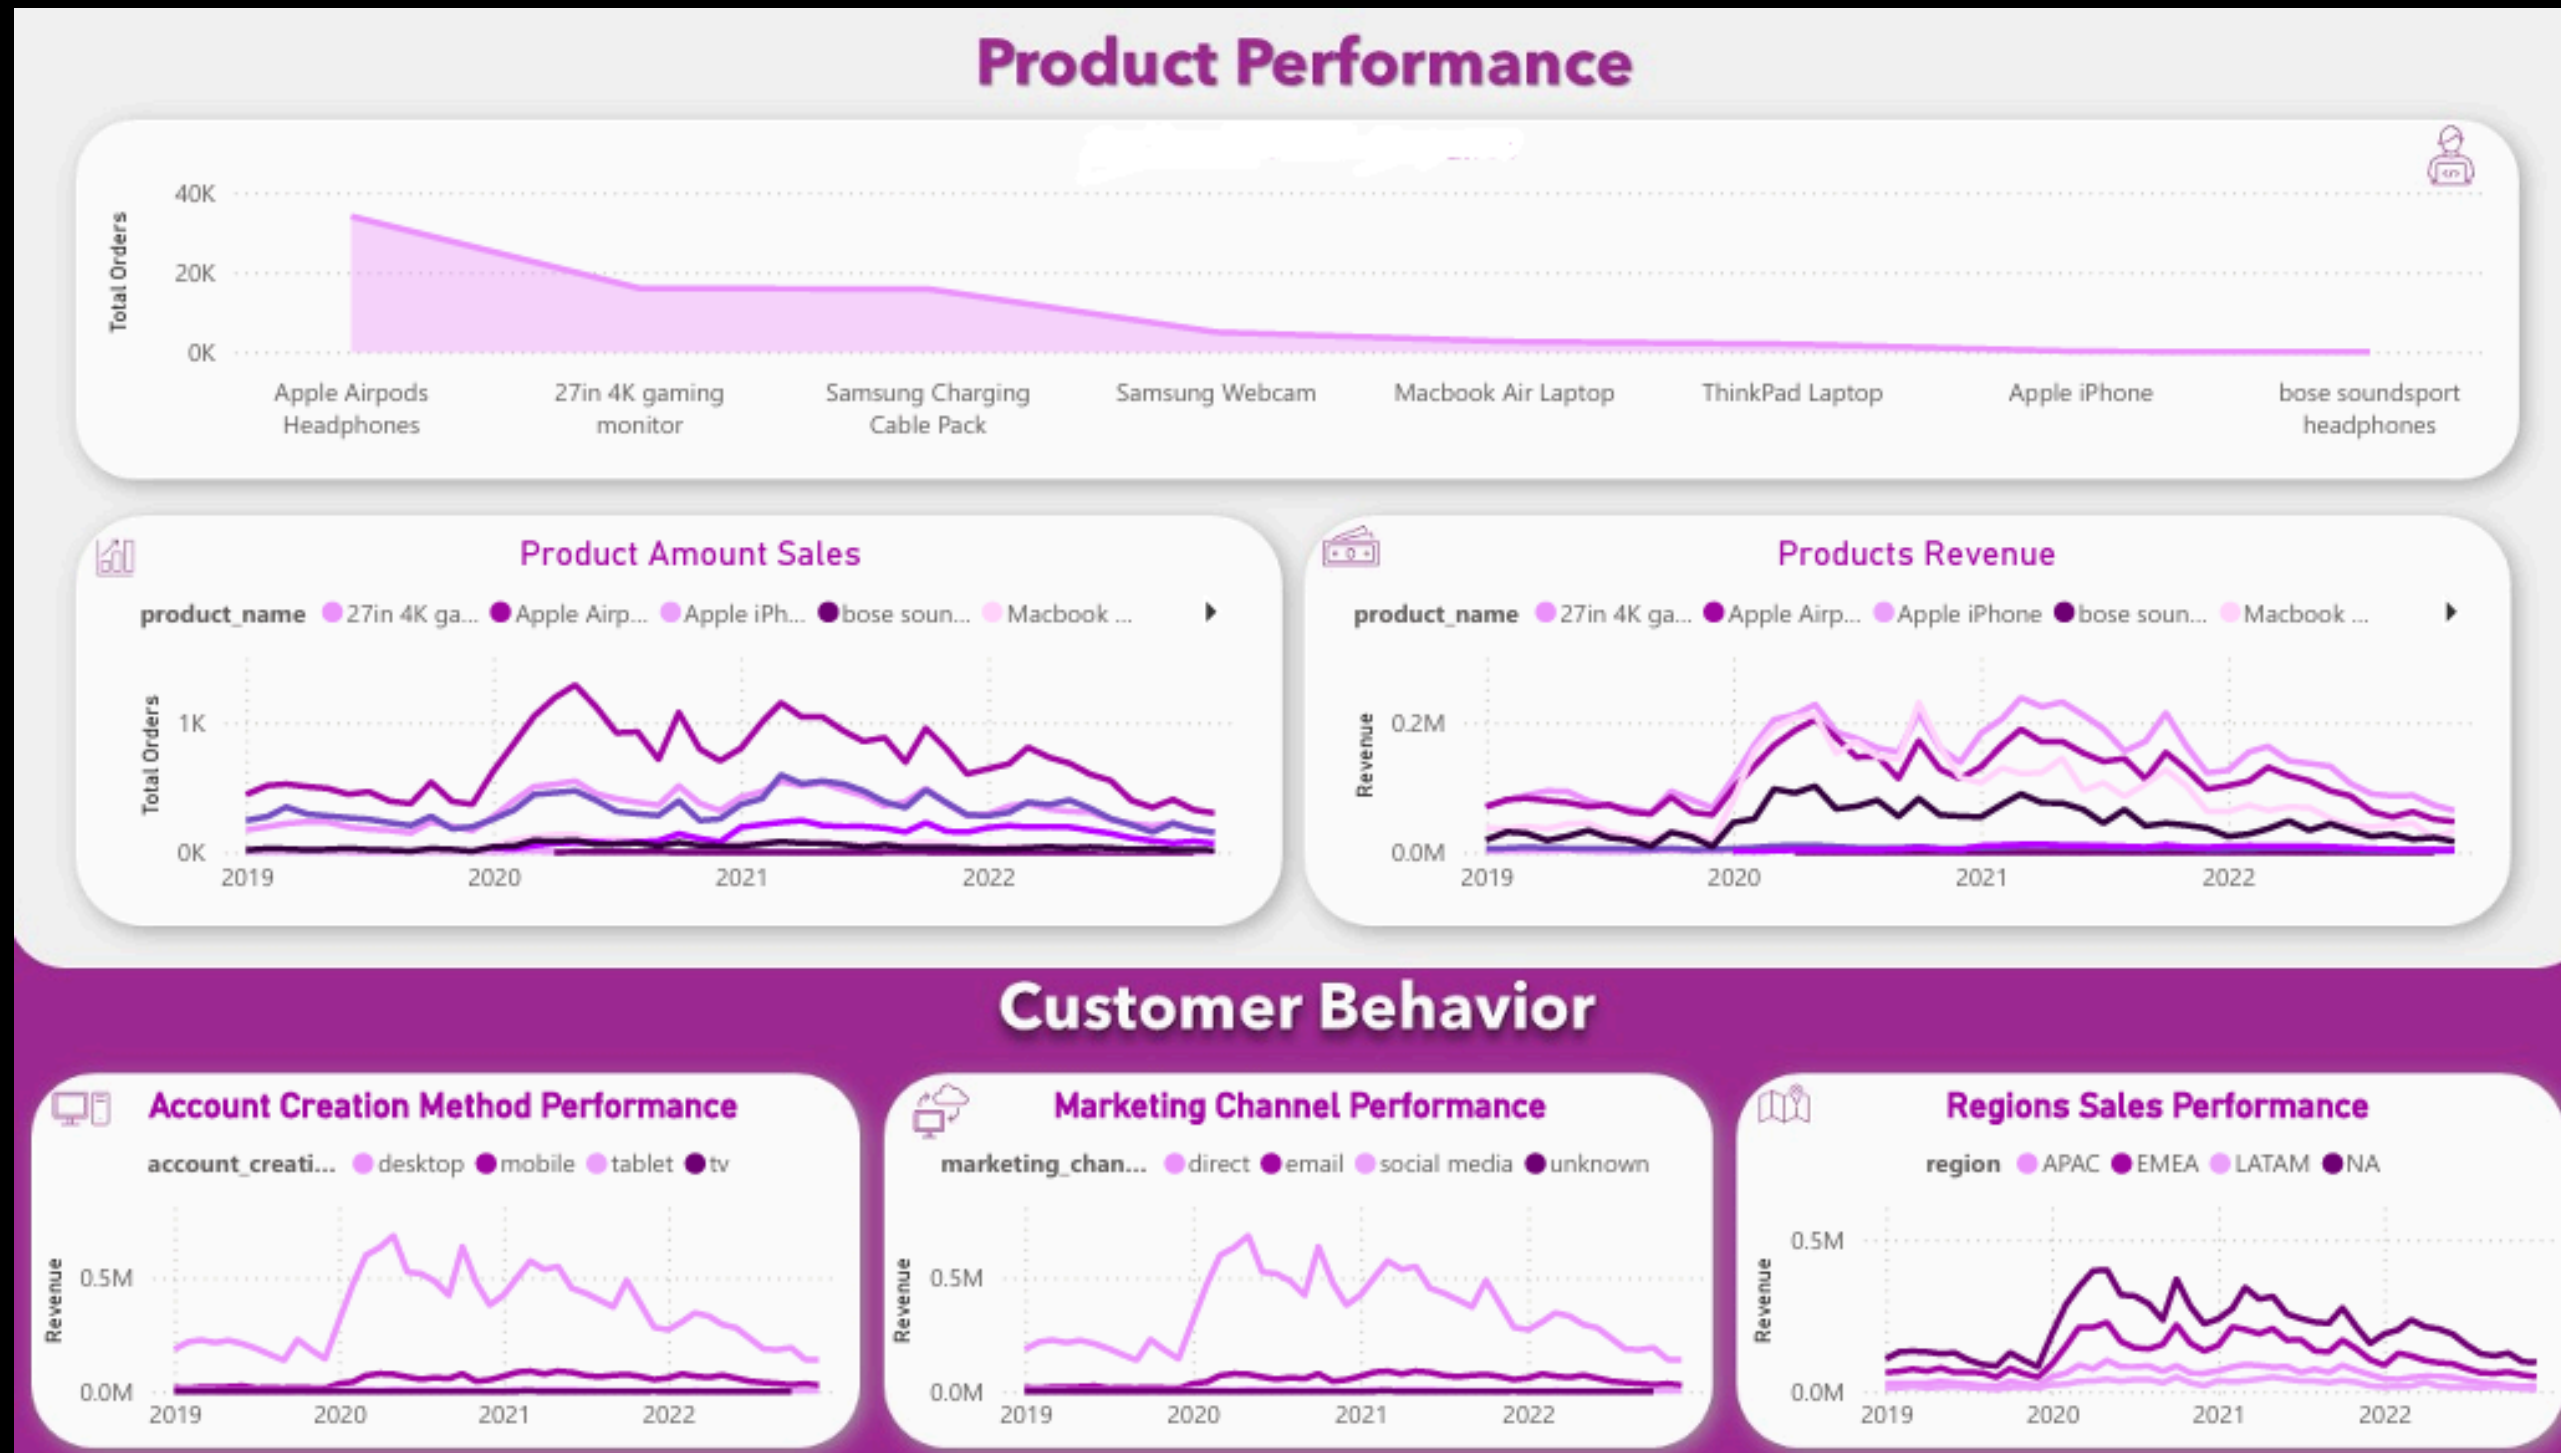 Product Performance
40K
20K
0K
Total Orders
Apple Airpods
Headphones
27in 4K gaming
monitor
Samsung Charging
Cable Pack
Samsung Webcam
Macbook Air Laptop
ThinkPad Laptop
Apple iPhone
bose soundsport
headphones
Product Amount Sales
product_name 27in 4K ga... Apple Airp... Apple iPh... bose soun... Macbook ...
Total Orders
1K
0K
2019 2020 2021 2022
Products Revenue
product_name 27in 4K ga... Apple Airp... Apple iPhone bose soun... Macbook ...
Revenue
0.2M
0.0M
2019 2020 2021 2022
Customer Behavior
Account Creation Method Performance
account_creati... desktop mobile tablet tv
Revenue
0.5M
0.0M
2019 2020 2021 2022
Marketing Channel Performance
marketing_chan... direct email social media unknown
Revenue
0.5M
0.0M
2019 2020 2021 2022
Regions Sales Performance
region APAC EMEA LATAM NA
Revenue
0.5M
0.0M
2019 2020 2021 2022